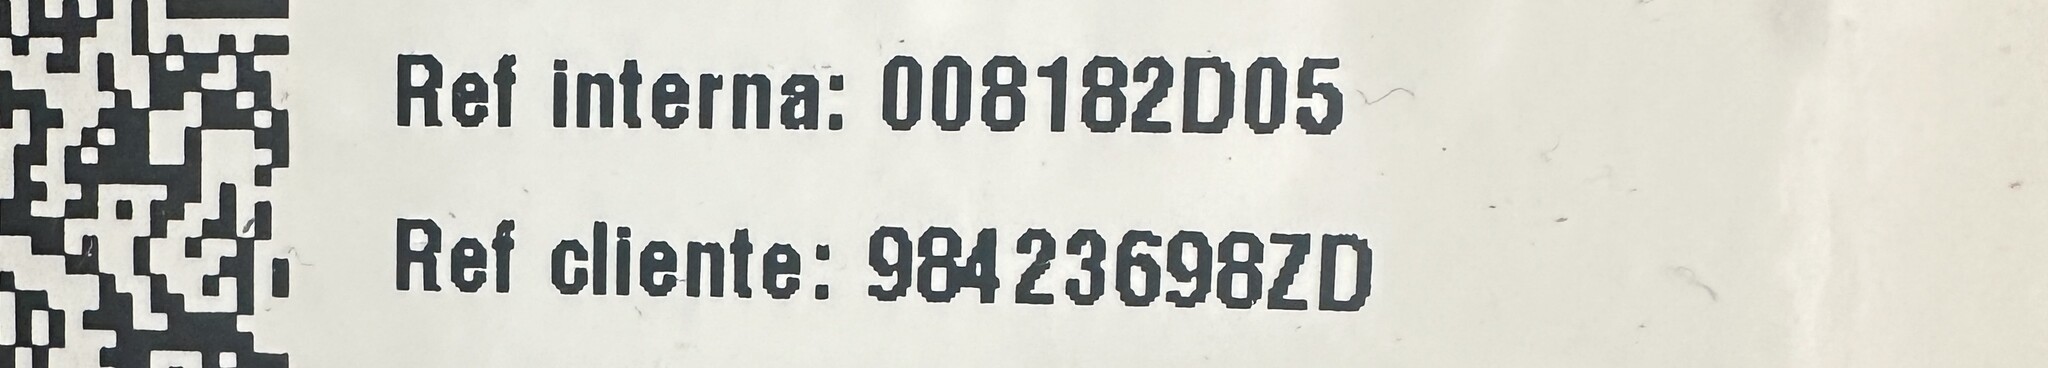 Ref interna: 008182D05
Ref cliente: 98423698ZD